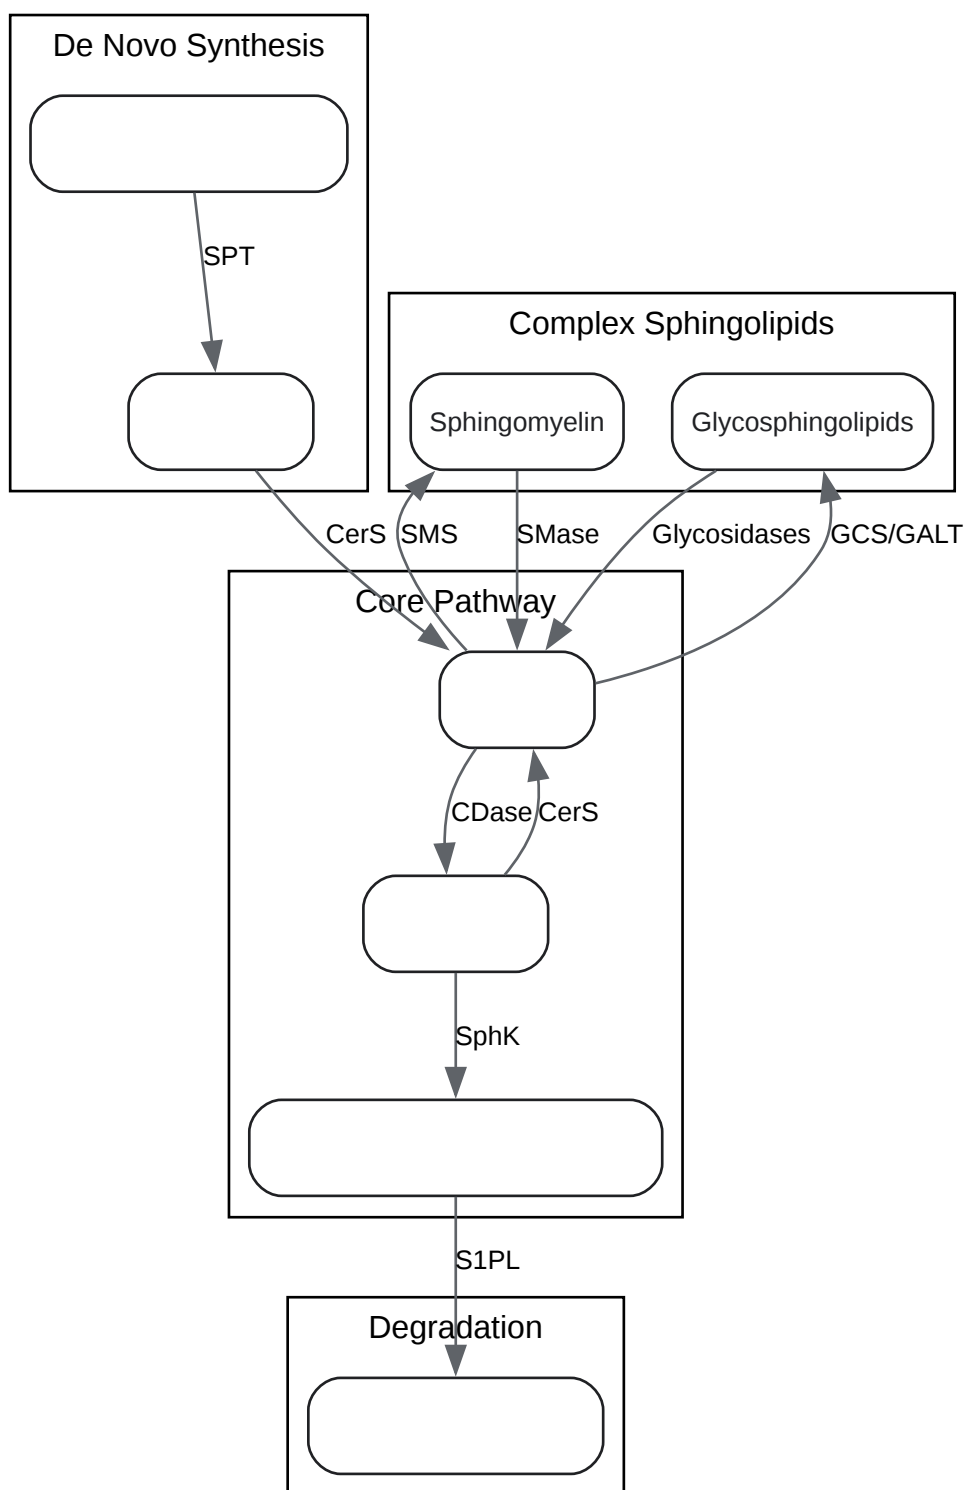 De Novo Synthesis
SPT
Complex Sphingolipids
Sphingomyelin
Glycosphingolipids
CerS
SMS
SMase
Glycosidases
GCS/GALT
Core Pathway
CDase
CerS
SphK
S1PL
Degradation